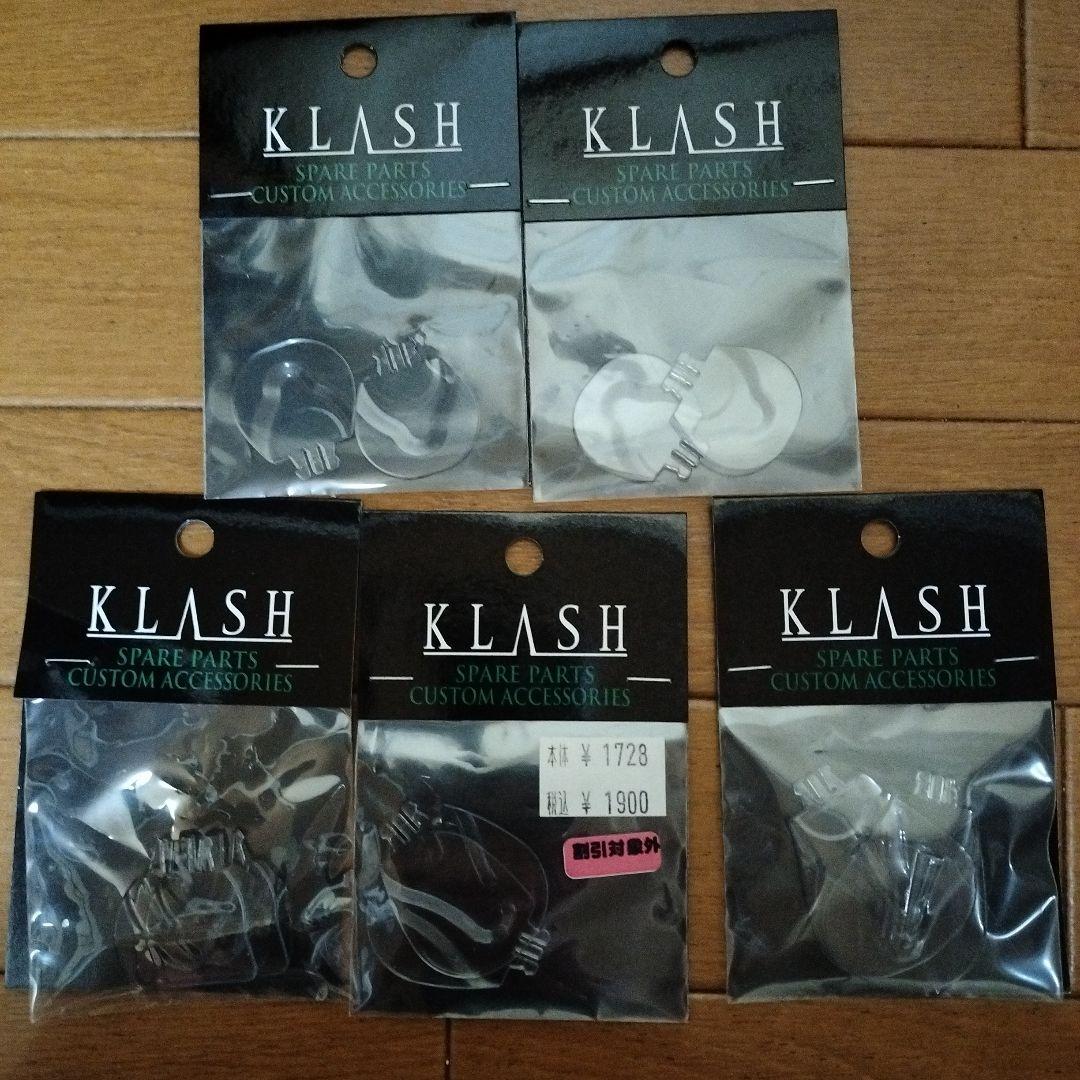 KLASH
SPARE PARTS
CUSTOM ACCESSORIES
KLASH
SPARE PARTS
CUSTOM ACCESSORIES
KLASH
SPARE PARTS
CUSTOM ACCESSORIES
KLASH
SPARE PARTS
CUSTOM ACCESSORIES
本体 ¥ 1728
税込 ¥ 1900
割引対象外
KLASH
SPARE PARTS
CUSTOM ACCESSORIES